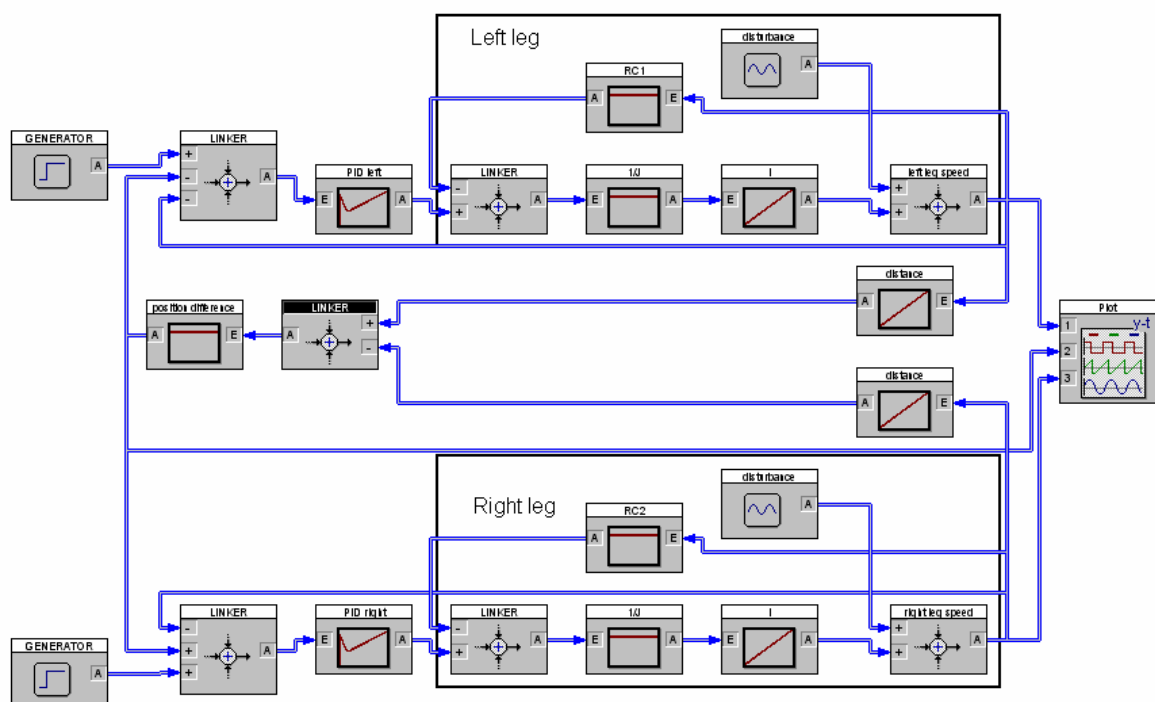 Left leg
disturbance
A
RC1
A E
GENERATOR
A
LINKER
+
-
-
A
PID left
E A
LINKER
-
+
A
1/J
E A
I
E A
left leg speed
+
+
A
distance
A E
position difference
A E
LINKER
A
+
-
Plot
1
2
3
y-t
distance
A E
Right leg
disturbance
A
RC2
A E
LINKER
-
+
+
A
PID right
E A
LINKER
-
+
A
1/J
E A
I
E A
right leg speed
+
+
A
GENERATOR
A